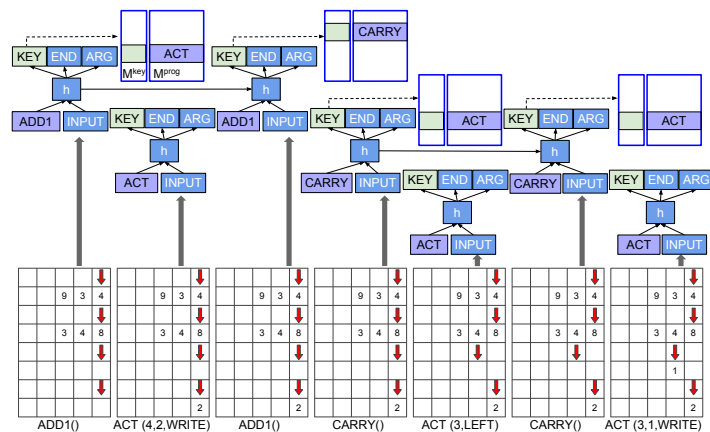 KEY END ARG
ACT
M^key M^prog
h
ADD1 INPUT
KEY END ARG
h
ACT INPUT
KEY END ARG
CARRY
h
ADD1 INPUT
KEY END ARG
ACT
h
CARRY INPUT
KEY END ARG
h
ACT INPUT
KEY END ARG
ACT
h
CARRY INPUT
KEY END ARG
h
ACT INPUT
9 3 4
3 4 8
9 3 4
3 4 8
2
9 3 4
3 4 8
2
9 3 4
3 4 8
2
9 3 4
3 4 8
2
9 3 4
3 4 8
2
9 3 4
3 4 8
1
2
ADD1()
ACT (4,2,WRITE)
ADD1()
CARRY()
ACT (3,LEFT)
CARRY()
ACT (3,1,WRITE)